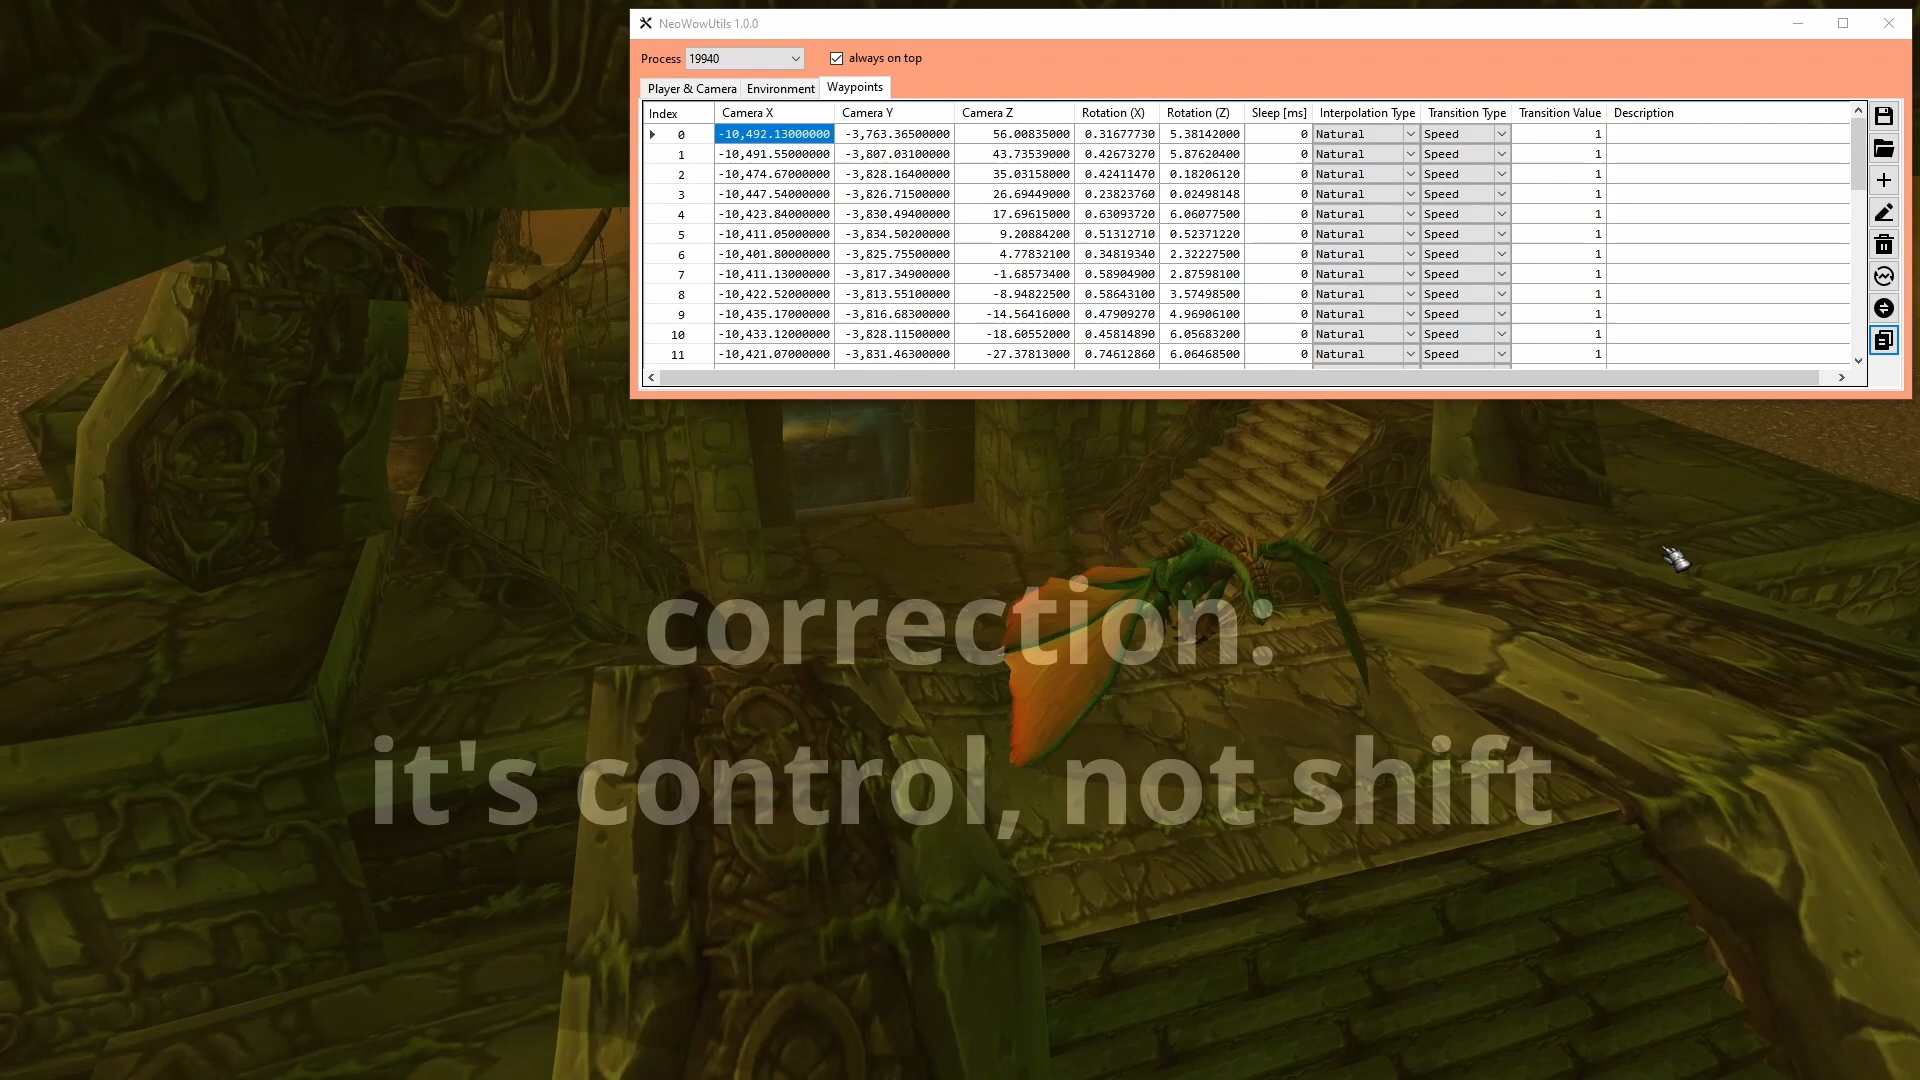 NeoWowUtils 1.0.0
Process 19940 always on top
Player & Camera Environment Waypoints
Index Camera X Camera Y Camera Z Rotation (X) Rotation (Z) Sleep [ms] Interpolation Type Transition Type Transition Value Description
0 -10,492.13000000 -3,763.36500000 56.00835000 0.31677730 5.38142000 0 Natural Speed 1
1 -10,491.55000000 -3,807.03100000 43.73539000 0.42673270 5.87620400 0 Natural Speed 1
2 -10,474.67000000 -3,828.16400000 35.03158000 0.42411470 0.18206120 0 Natural Speed 1
3 -10,447.54000000 -3,826.71500000 26.69449000 0.23823760 0.02498148 0 Natural Speed 1
4 -10,423.84000000 -3,830.49400000 17.69615000 0.63093720 6.06077500 0 Natural Speed 1
5 -10,411.05000000 -3,834.50200000 9.20884200 0.51312710 0.52371220 0 Natural Speed 1
6 -10,401.80000000 -3,825.75500000 4.77832100 0.34819340 2.32227500 0 Natural Speed 1
7 -10,411.13000000 -3,817.34900000 -1.68573400 0.58904900 2.87598100 0 Natural Speed 1
8 -10,422.52000000 -3,813.55100000 -8.94822500 0.58643100 3.57498500 0 Natural Speed 1
9 -10,435.17000000 -3,816.68300000 -14.56416000 0.47909270 4.96906100 0 Natural Speed 1
10 -10,433.12000000 -3,828.11500000 -18.60552000 0.45814890 6.05683200 0 Natural Speed 1
11 -10,421.07000000 -3,831.46300000 -27.37813000 0.74612860 6.06468500 0 Natural Speed 1
correction:
it's control, not shift